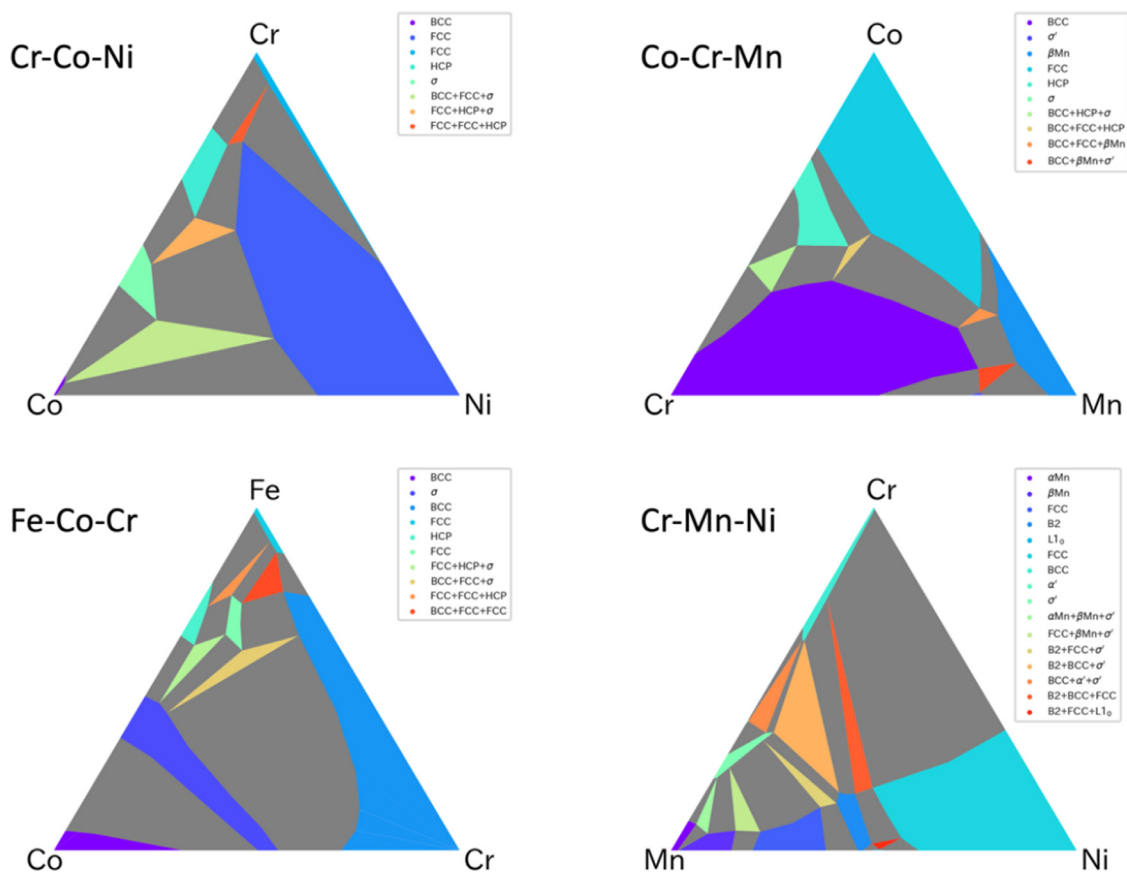 Cr-Co-Ni
Cr
Co
Ni
BCC
FCC
FCC
HCP
σ
BCC+FCC+σ
FCC+HCP+σ
FCC+FCC+HCP
Co-Cr-Mn
Co
Cr
Mn
BCC
σ′
βMn
FCC
HCP
σ
BCC+HCP+σ
BCC+FCC+HCP
BCC+FCC+βMn
BCC+βMn+σ′
Fe-Co-Cr
Fe
Co
Cr
BCC
σ
BCC
FCC
HCP
FCC
FCC+HCP+σ
BCC+FCC+σ
FCC+FCC+HCP
BCC+FCC+FCC
Cr-Mn-Ni
Cr
Mn
Ni
αMn
βMn
FCC
B2
L1₀
FCC
BCC
α′
σ′
αMn+βMn+σ′
FCC+βMn+σ′
B2+FCC+σ′
B2+BCC+σ′
BCC+α′+σ′
B2+BCC+FCC
B2+FCC+L1₀